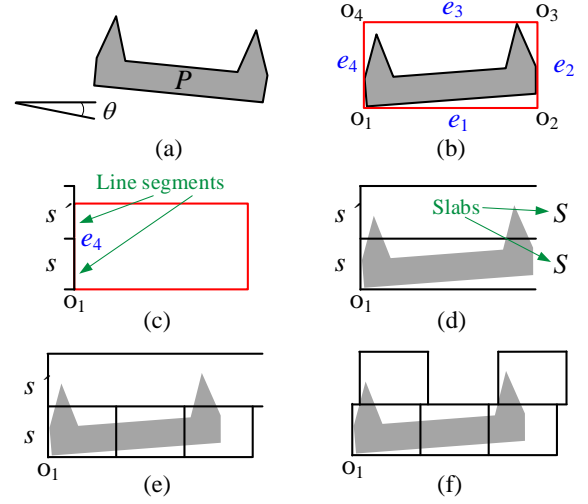 P
θ
(a)
o₄ e₃ o₃
e₄ e₂
o₁ e₁ o₂
(b)
Line segments
s´
e₄
s
o₁
(c)
s´ Slabs S
s S
o₁
(d)
s´
s
o₁
(e)
o₁
(f)